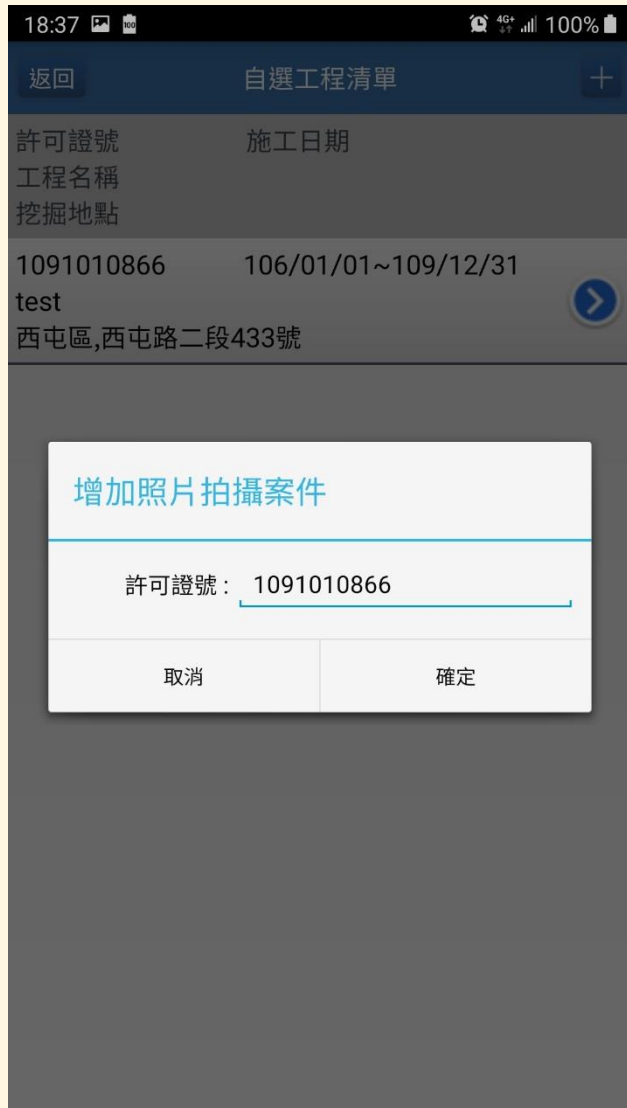 18:37 100 4G+ 100%
返回 自選工程清單 +
許可證號 施工日期
工程名稱
挖掘地點
1091010866 106/01/01~109/12/31
test
西屯區,西屯路二段433號
增加照片拍攝案件
許可證號 : 1091010866
取消 確定